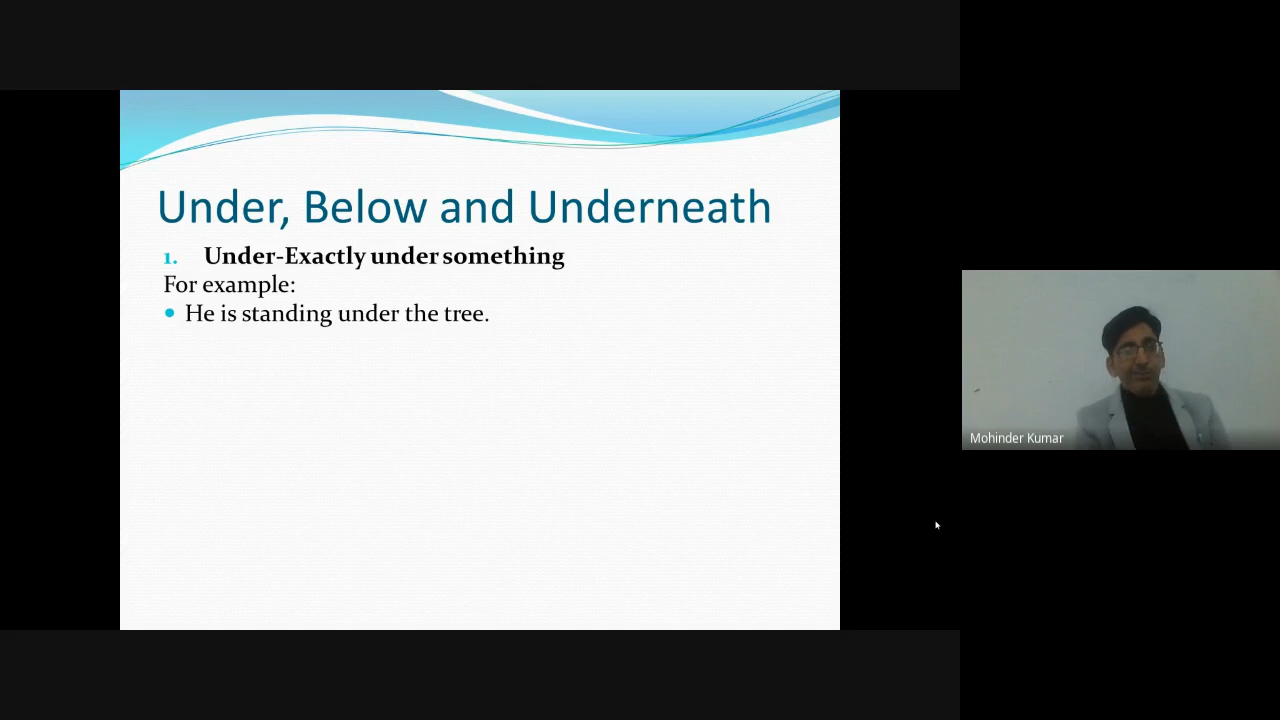 Under, Below and Underneath
1. Under-Exactly under something
For example:
• He is standing under the tree.
Mohinder Kumar